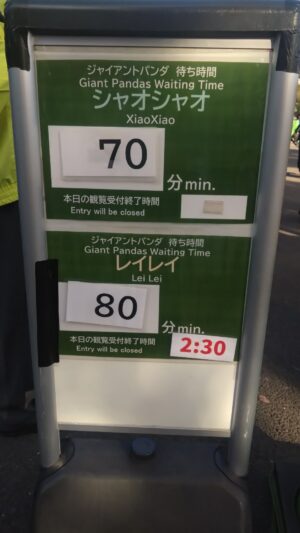 ジャイアントパンダ 待ち時間
Giant Pandas Waiting Time
シャオシャオ
XiaoXiao
70 分 min.
本日の観覧受付終了時間
Entry will be closed
ジャイアントパンダ 待ち時間
Giant Pandas Waiting Time
レイレイ
Lei Lei
80 分 min.
本日の観覧受付終了時間
Entry will be closed
2:30